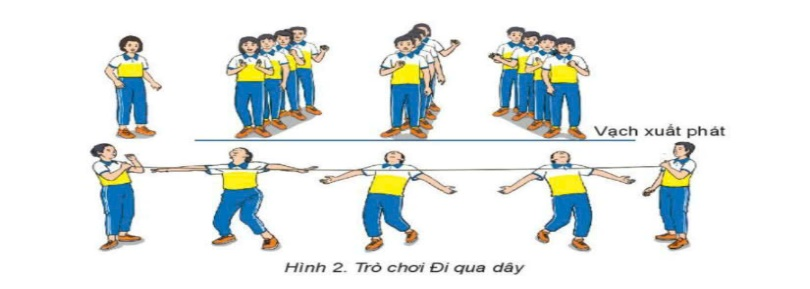 Vạch xuất phát
Hình 2. Trò chơi Đi qua dây